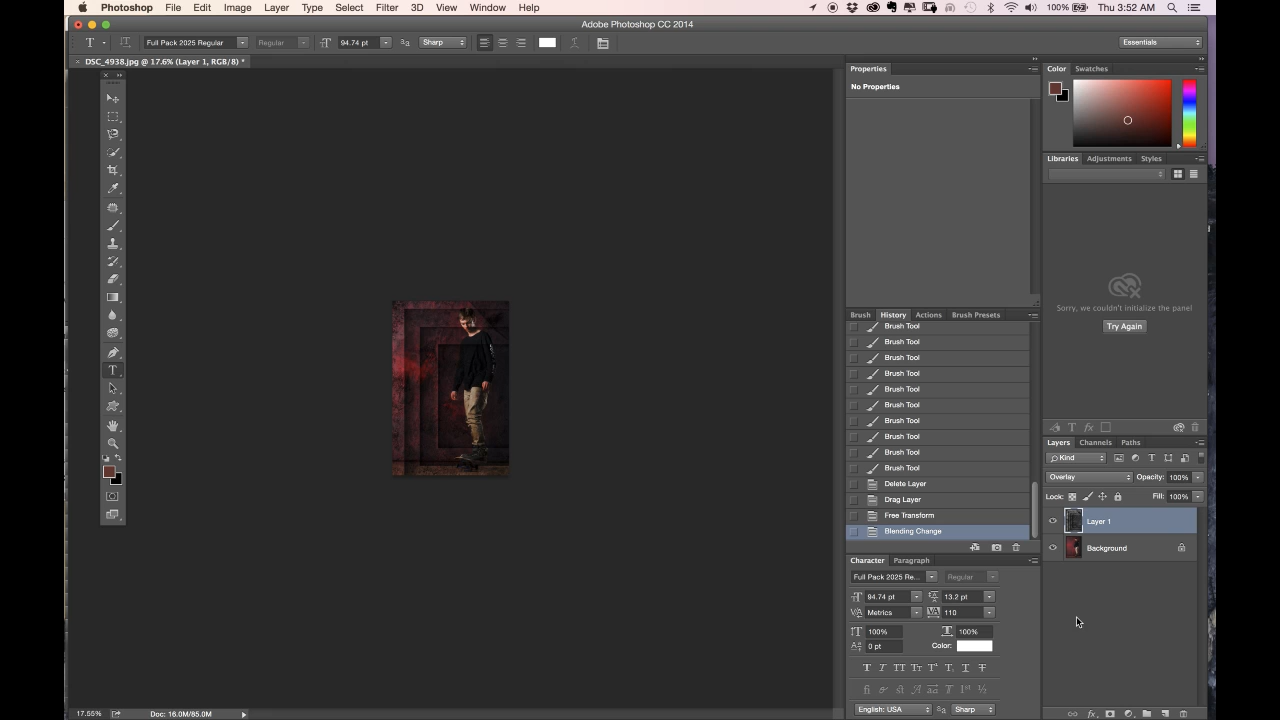 Photoshop File Edit Image Layer Type Select Filter 3D View Window Help 100% Thu 3:52 AM
Adobe Photoshop CC 2014
T Full Pack 2025 Regular Regular 94.74 pt Sharp Essentials
DSC_4938.jpg @ 17.6% (Layer 1, RGB/8) *
Properties
No Properties
Color Swatches
Libraries Adjustments Styles
Sorry, we couldn't initialize the panel
Try Again
Brush History Actions Brush Presets
Brush Tool
Brush Tool
Brush Tool
Brush Tool
Brush Tool
Brush Tool
Brush Tool
Brush Tool
Brush Tool
Brush Tool
Delete Layer
Drag Layer
Free Transform
Blending Change
Layers Channels Paths
Kind
Overlay Opacity: 100%
Lock: Fill: 100%
Layer 1
Background
Character Paragraph
Full Pack 2025 Re... Regular
94.74 pt 13.2 pt
Metrics 110
100% 100%
0 pt Color:
English: USA Sharp
17.55% Doc: 16.0M/85.0M